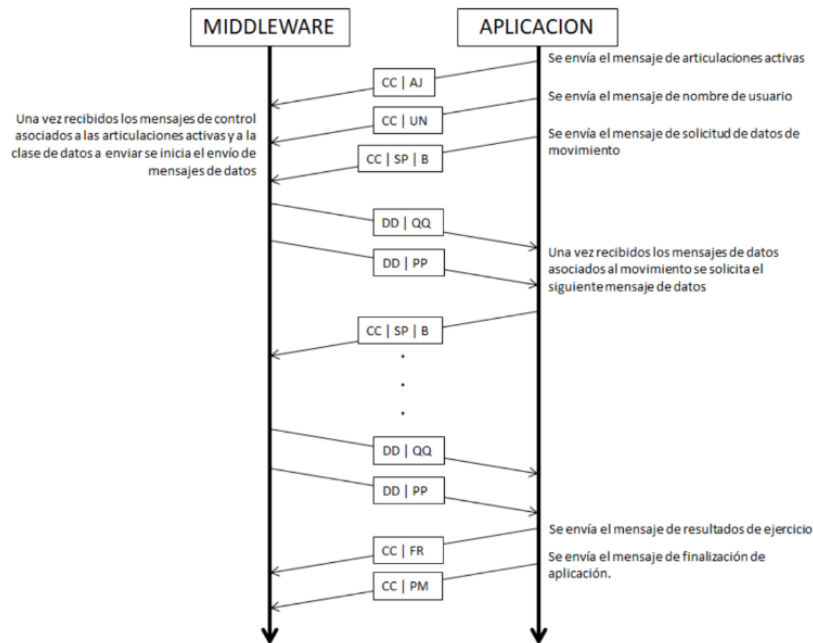 MIDDLEWARE
APLICACION
Se envía el mensaje de articulaciones activas
CC | AJ
Se envía el mensaje de nombre de usuario
Una vez recibidos los mensajes de control
asociados a las articulaciones activas y a la
clase de datos a enviar se inicia el envío de
mensajes de datos
CC | UN
Se envía el mensaje de solicitud de datos de
movimiento
CC | SP | B
DD | QQ
Una vez recibidos los mensajes de datos
asociados al movimiento se solicita el
siguiente mensaje de datos
DD | PP
CC | SP | B
.
.
.
DD | QQ
DD | PP
Se envía el mensaje de resultados de ejercicio
CC | FR
Se envía el mensaje de finalización de
aplicación.
CC | PM